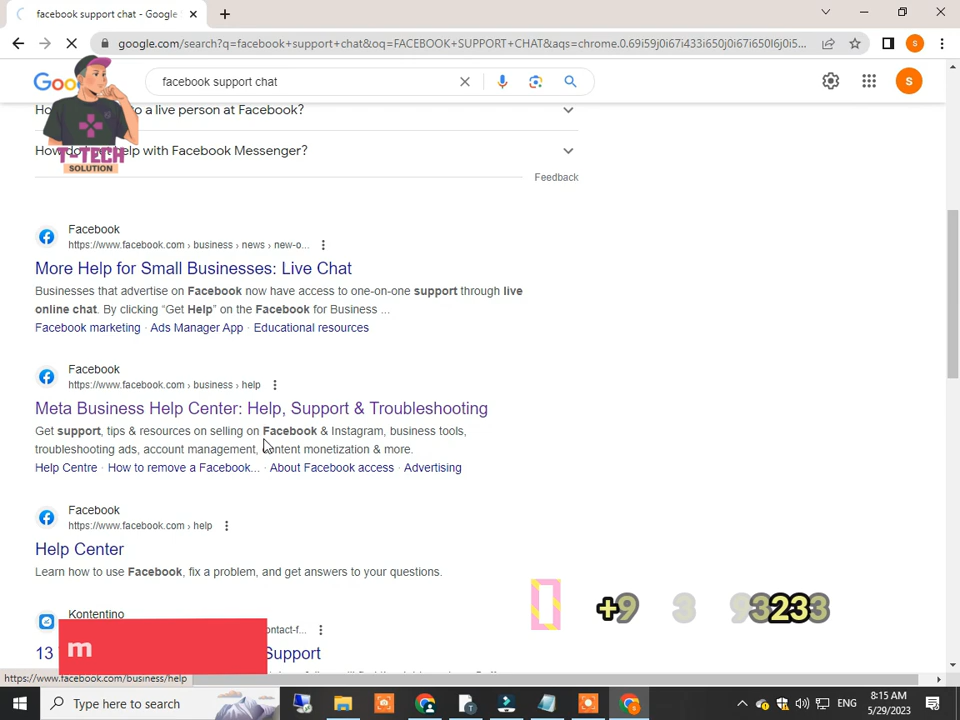 facebook support chat - Google
google.com/search?q=facebook+support+chat&oq=FACEBOOK+SUPPORT+CHAT&aqs=chrome.0.69i59j0i67i433i650j0i67i650l6j0i5...
S
facebook support chat
S
to a live person at Facebook?
help with Facebook Messenger?
T-TECH
SOLUTION
Feedback
Facebook
https://www.facebook.com › business › news › new-o...
More Help for Small Businesses: Live Chat
Businesses that advertise on Facebook now have access to one-on-one support through live
online chat. By clicking “Get Help” on the Facebook for Business ...
Facebook marketing · Ads Manager App · Educational resources
Facebook
https://www.facebook.com › business › help
Meta Business Help Center: Help, Support & Troubleshooting
Get support, tips & resources on selling on Facebook & Instagram, business tools,
troubleshooting ads, account management, content monetization & more.
Help Centre · How to remove a Facebook... · About Facebook access · Advertising
Facebook
https://www.facebook.com › help
Help Center
Learn how to use Facebook, fix a problem, and get answers to your questions.
+9 3 93233
Kontentino
ontact-f...
m
13 Support
https://www.facebook.com/business/help
Type here to search
ENG
8:15 AM
5/29/2023